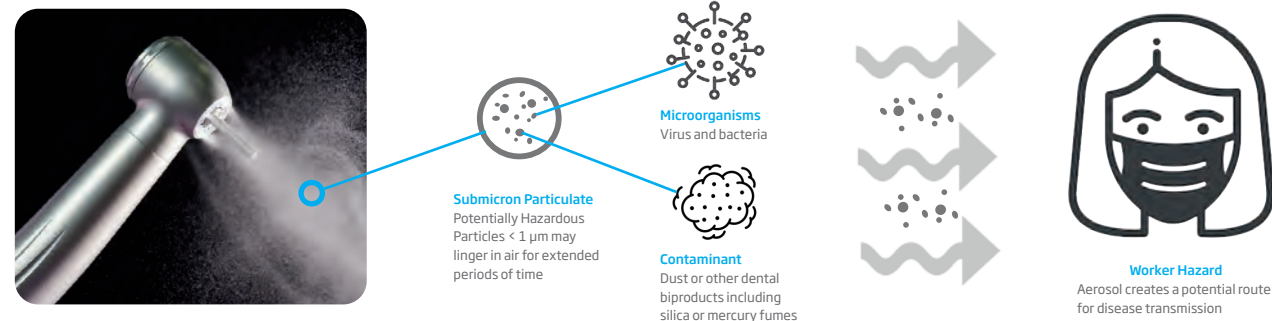 Submicron Particulate
Potentially Hazardous
Particles < 1 µm may
linger in air for extended
periods of time
Microorganisms
Virus and bacteria
Contaminant
Dust or other dental
biproducts including
silica or mercury fumes
Worker Hazard
Aerosol creates a potential route
for disease transmission